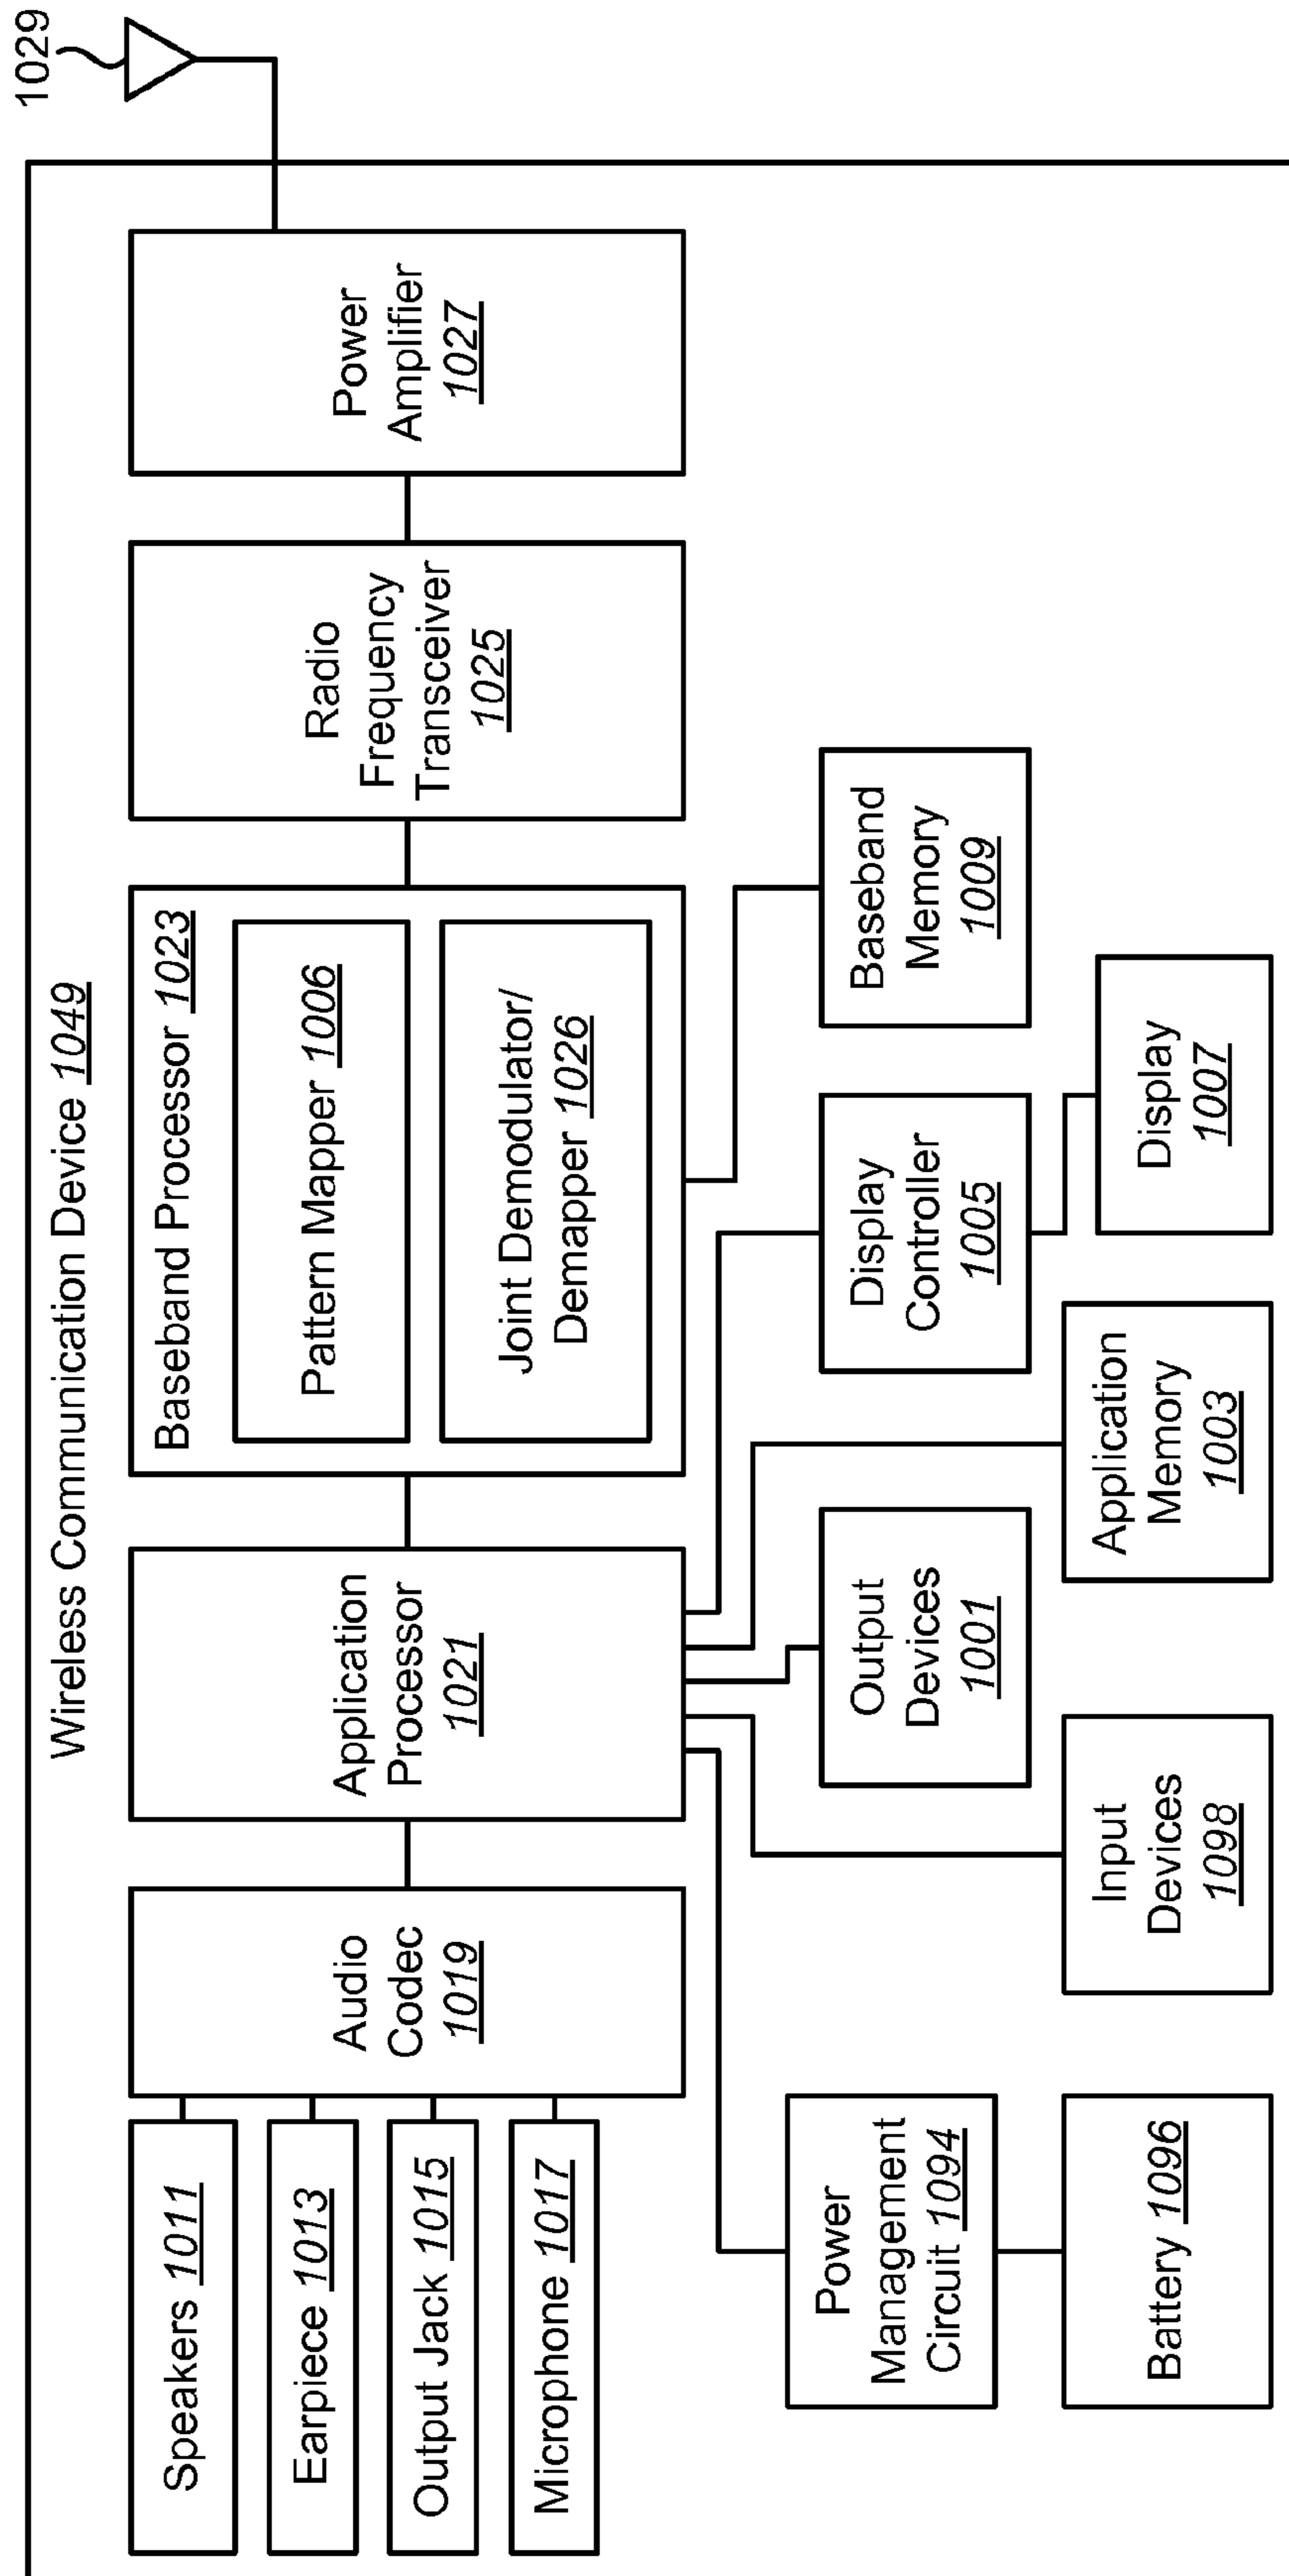 Wireless Communication Device 1049
1029
Speakers 1011
Earpiece 1013
Output Jack 1015
Microphone 1017
Audio
Codec
1019
Application
Processor
1021
Baseband Processor 1023
Pattern Mapper 1006
Joint Demodulator/
Demapper 1026
Radio
Frequency
Transceiver
1025
Power
Amplifier
1027
Power
Management
Circuit 1094
Battery 1096
Input
Devices
1098
Output
Devices
1001
Application
Memory
1003
Display
Controller
1005
Display
1007
Baseband
Memory
1009